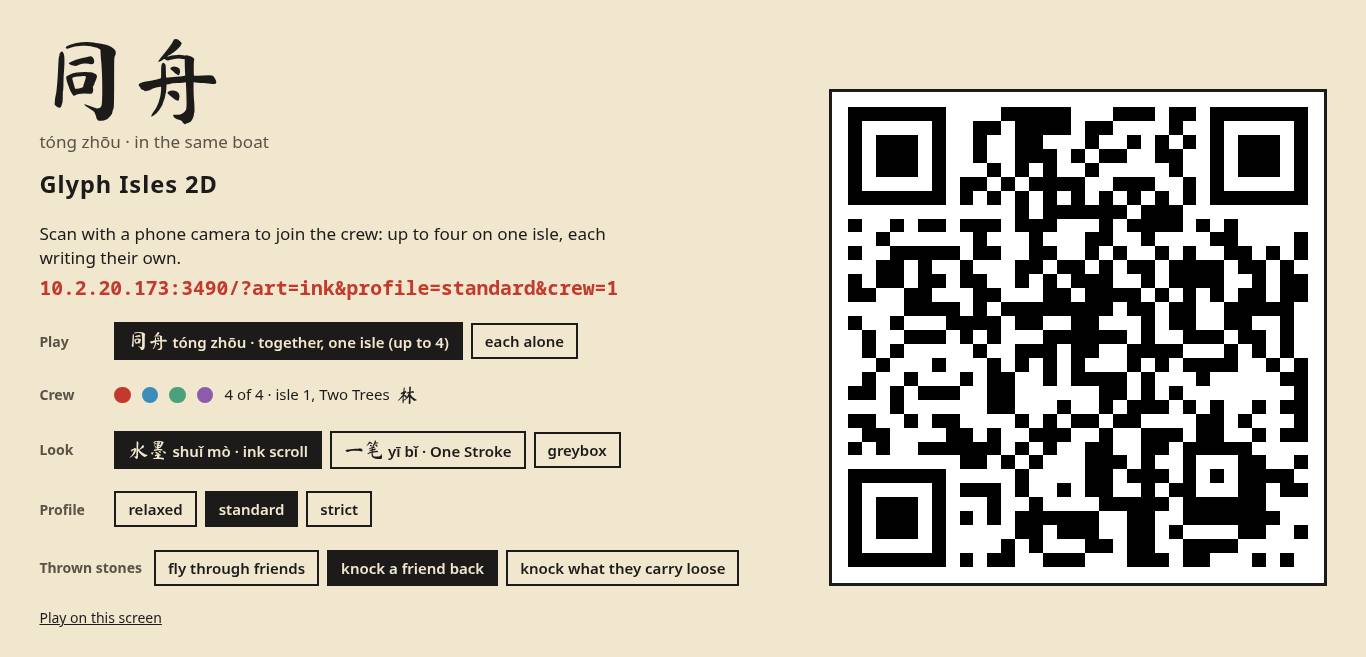 同舟
tóng zhōu · in the same boat
Glyph Isles 2D
Scan with a phone camera to join the crew: up to four on one isle, each
writing their own.
10.2.20.173:3490/?art=ink&profile=standard&crew=1
Play 同舟 tóng zhōu · together, one isle (up to 4) each alone
Crew 4 of 4 · isle 1, Two Trees 林
Look 水墨 shuǐ mò · ink scroll 一笔 yī bǐ · One Stroke greybox
Profile relaxed standard strict
Thrown stones fly through friends knock a friend back knock what they carry loose
Play on this screen